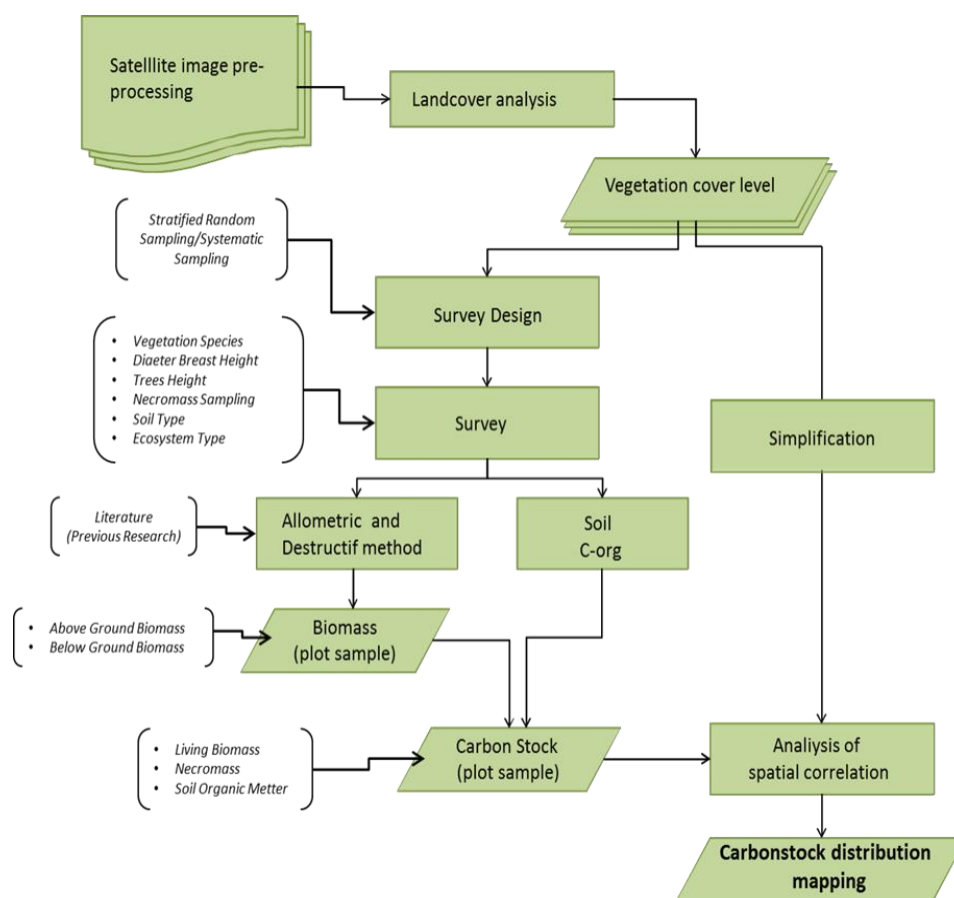 Satelllite image pre-
processing
Landcover analysis
Vegetation cover level
Stratified Random
Sampling/Systematic
Sampling
Survey Design
• Vegetation Species
• Diaeter Breast Height
• Trees Height
• Necromass Sampling
• Soil Type
• Ecosystem Type
Survey
Simplification
Literature
(Previous Research)
Allometric and
Destructif method
Soil
C-org
• Above Ground Biomass
• Below Ground Biomass
Biomass
(plot sample)
• Living Biomass
• Necromass
• Soil Organic Metter
Carbon Stock
(plot sample)
Analiysis of
spatial correlation
Carbonstock distribution
mapping